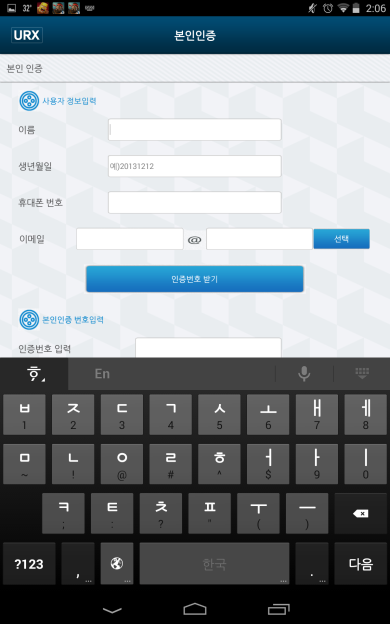 32° 2:06
URX 본인인증
본인 인증
사용자 정보입력
이름
생년월일 예)20131212
휴대폰 번호
이메일 @ 선택
인증번호 받기
본인인증 번호입력
인증번호 입력
En
ㅂ ㅈ ㄷ ㄱ ㅅ ㅗ ㅐ ㅔ
1 2 3 4 5 6 7 8
ㅁ ㄴ ㅇ ㄹ ㅎ ㅓ ㅏ ㅣ
~ ! @ # ^ $ 9 0
ㅋ ㅌ ㅊ ㅍ ㅜ ㅡ
; : ? " ( )
?123 , ... ... 한국 ... . ... 다음